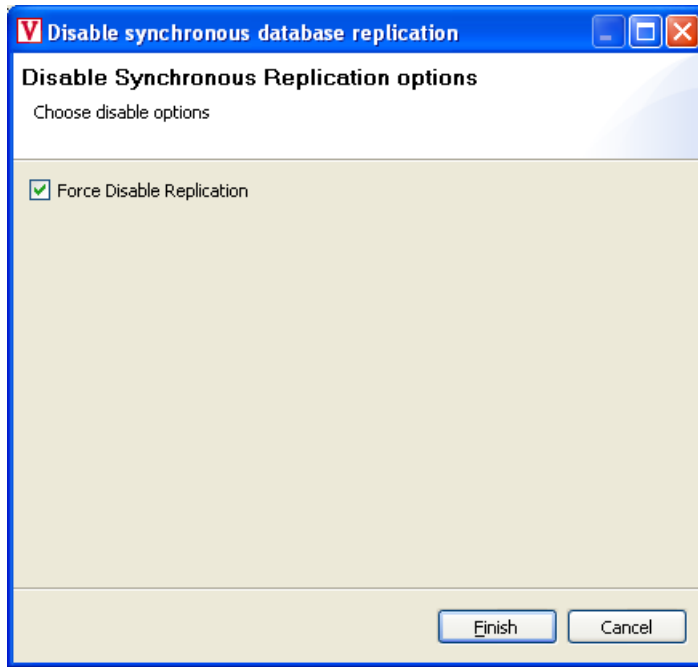 V Disable synchronous database replication
Disable Synchronous Replication options
Choose disable options
Force Disable Replication
Finish Cancel